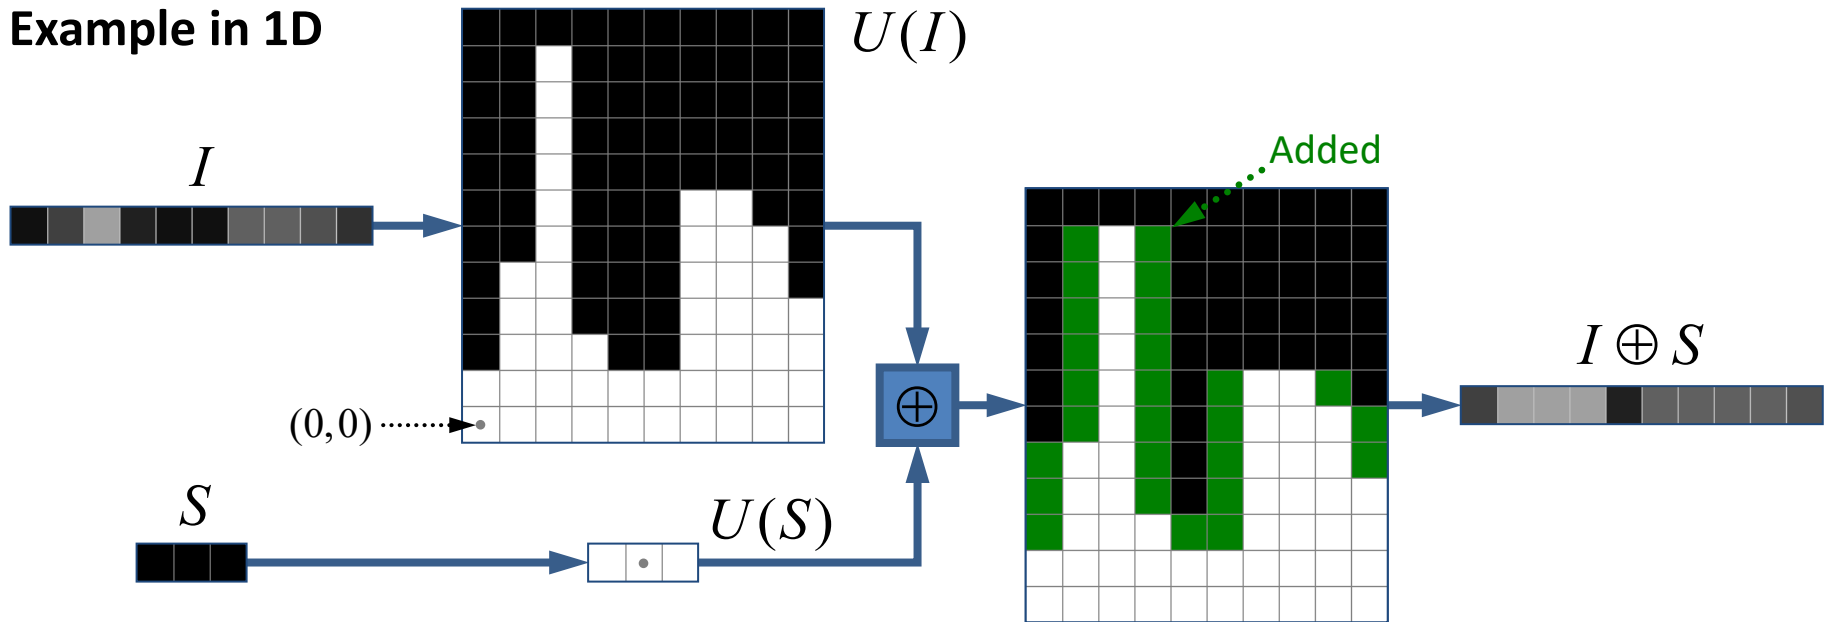 Example in 1D
U(I)
I
Added
I ⊕ S
(0,0)
⊕
S
U(S)